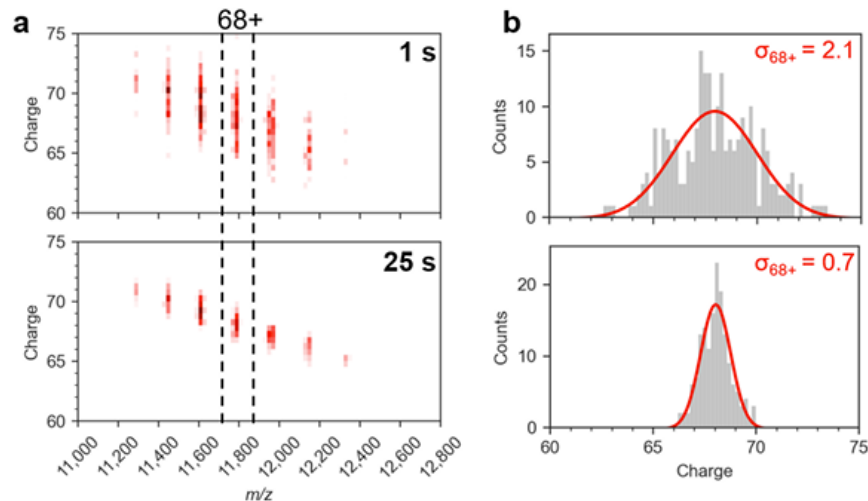 a
68+
1 s
75
70
65
60
Charge
25 s
75
70
65
60
Charge
11,000
11,200
11,400
11,600
11,800
12,000
12,200
12,400
12,600
12,800
m/z
b
σ68+ = 2.1
15
10
5
0
Counts
σ68+ = 0.7
20
10
0
Counts
60
65
70
75
Charge